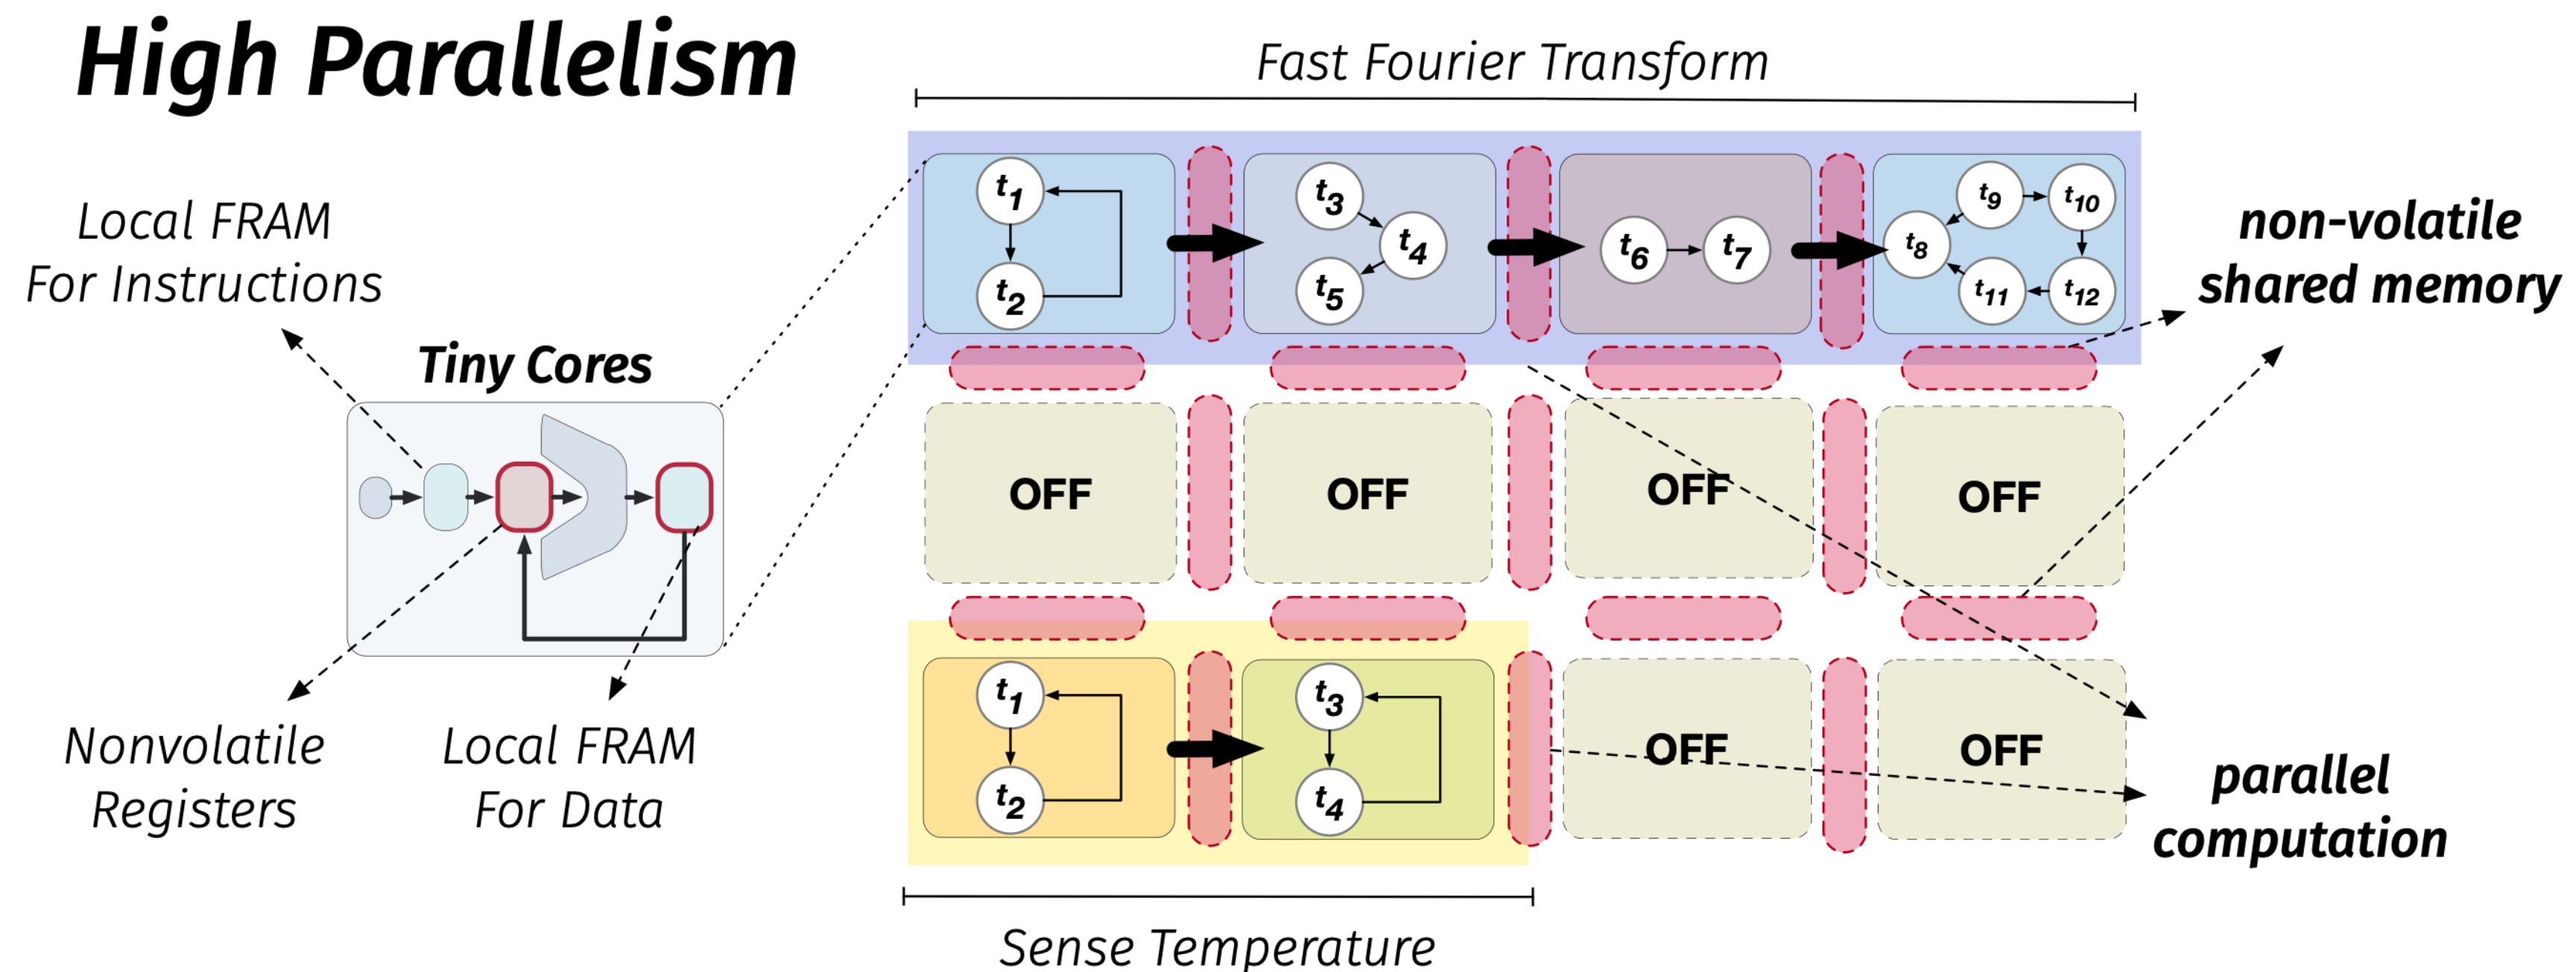 High Parallelism
Fast Fourier Transform
Local FRAM
For Instructions
Tiny Cores
Nonvolatile
Registers
Local FRAM
For Data
t1
t2
t3
t4
t5
t6
t7
t8
t9
t10
t11
t12
non-volatile
shared memory
OFF
OFF
OFF
OFF
t1
t2
t3
t4
OFF
OFF
parallel
computation
Sense Temperature